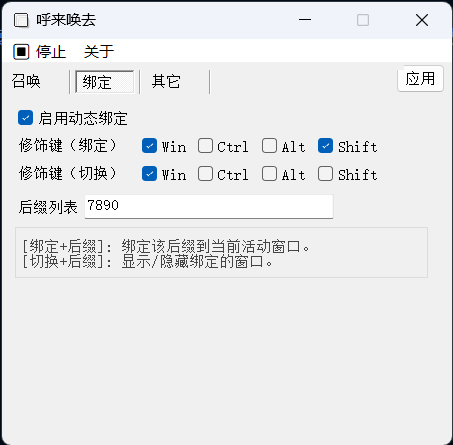 呼来唤去
停止 关于
召唤 绑定 其它 应用
启用动态绑定
修饰键（绑定） Win Ctrl Alt Shift
修饰键（切换） Win Ctrl Alt Shift
后缀列表 7890
[绑定+后缀]: 绑定该后缀到当前活动窗口。
[切换+后缀]: 显示/隐藏绑定的窗口。